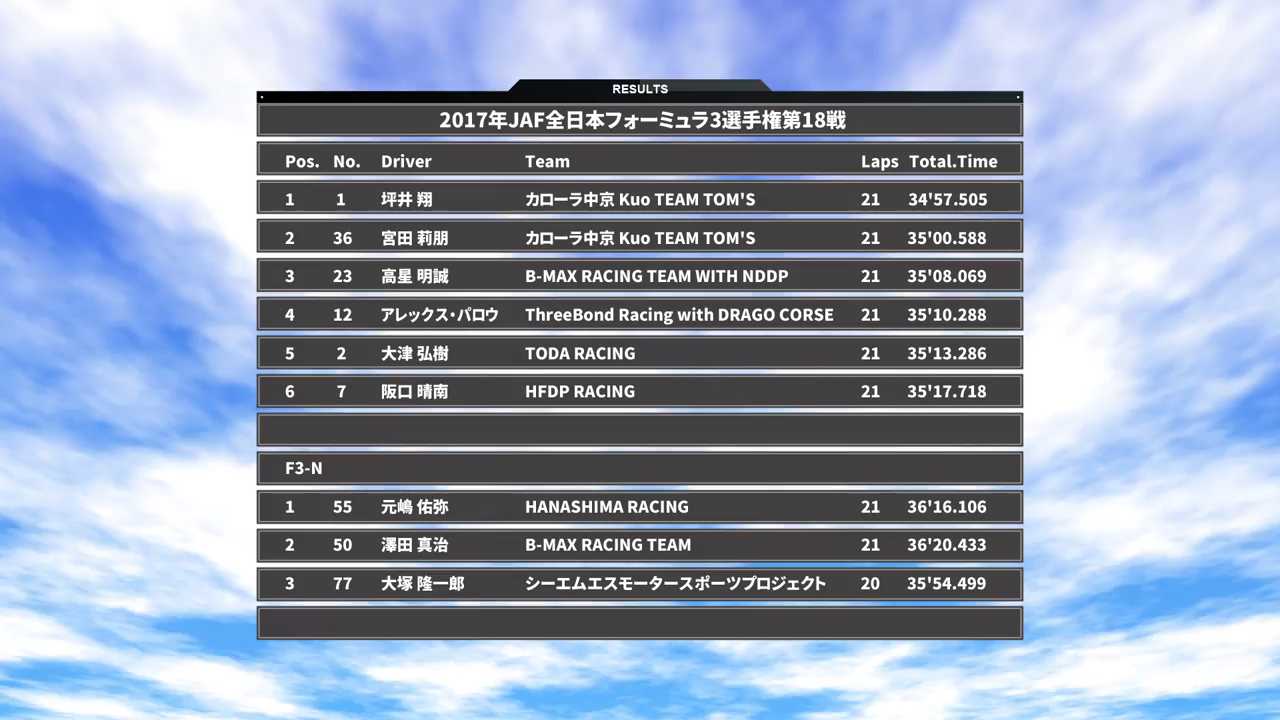 RESULTS
2017年JAF全日本フォーミュラ3選手権第18戦
Pos. No. Driver Team Laps Total.Time
1 1 坪井 翔 カローラ中京 Kuo TEAM TOM'S 21 34'57.505
2 36 宮田 莉朋 カローラ中京 Kuo TEAM TOM'S 21 35'00.588
3 23 高星 明誠 B-MAX RACING TEAM WITH NDDP 21 35'08.069
4 12 アレックス・パロウ ThreeBond Racing with DRAGO CORSE 21 35'10.288
5 2 大津 弘樹 TODA RACING 21 35'13.286
6 7 阪口 晴南 HFDP RACING 21 35'17.718
F3-N
1 55 元嶋 佑弥 HANASHIMA RACING 21 36'16.106
2 50 澤田 真治 B-MAX RACING TEAM 21 36'20.433
3 77 大塚 隆一郎 シーエムエスモータースポーツプロジェクト 20 35'54.499